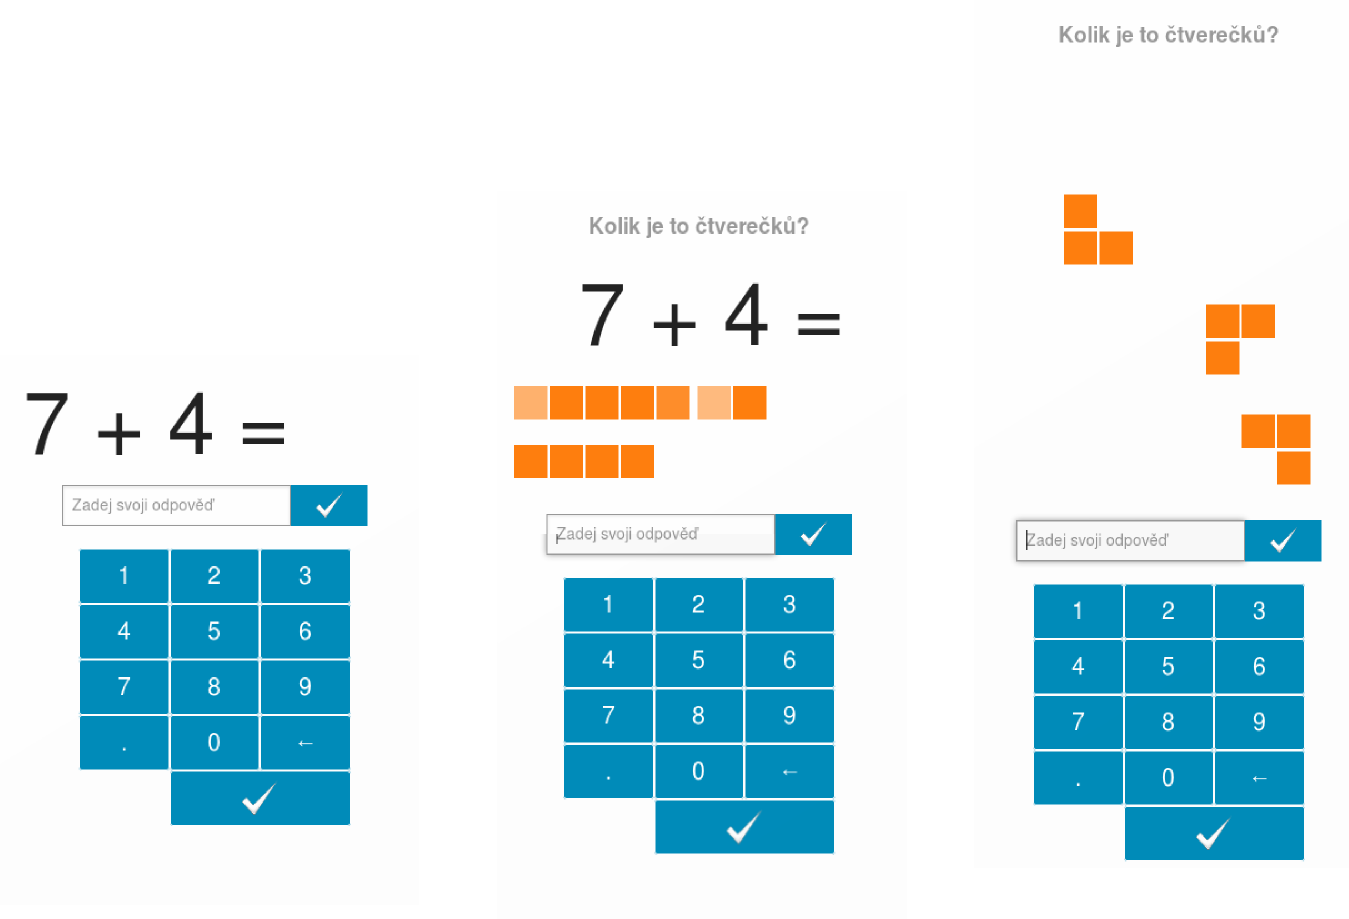 7 + 4 =
Zadej svoji odpověď
1 2 3
4 5 6
7 8 9
. 0 ←
Kolik je to čtverečků?
7 + 4 =
Zadej svoji odpověď
1 2 3
4 5 6
7 8 9
. 0 ←
Kolik je to čtverečků?
Zadej svoji odpověď
1 2 3
4 5 6
7 8 9
. 0 ←